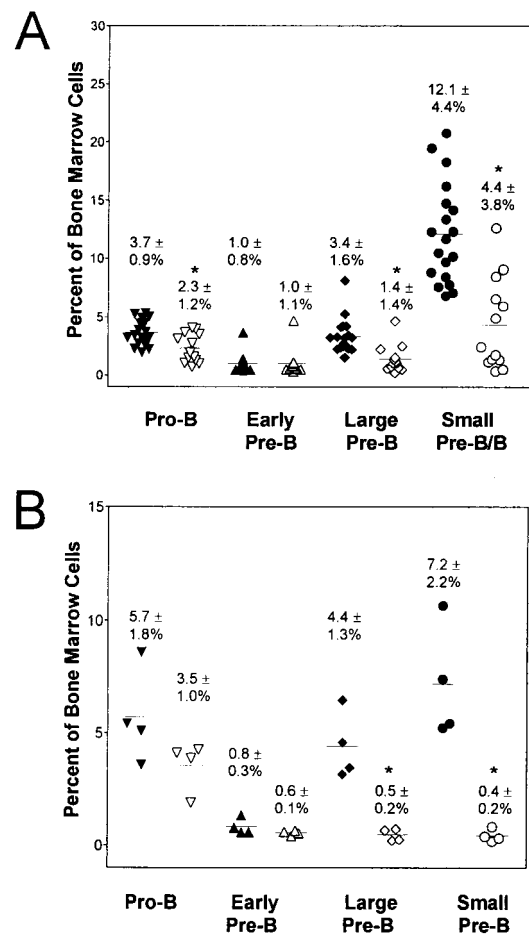 A
Percent of Bone Marrow Cells
30
25
20
15
10
5
0
3.7 ±
0.9%
*
2.3 ±
1.2%
1.0 ±
0.8%
1.0 ±
1.1%
3.4 ±
1.6%
*
1.4 ±
1.4%
12.1 ±
4.4%
*
4.4 ±
3.8%
Pro-B
Early
Pre-B
Large
Pre-B
Small
Pre-B/B
B
Percent of Bone Marrow Cells
15
10
5
0
5.7 ±
1.8%
3.5 ±
1.0%
0.8 ±
0.3%
0.6 ±
0.1%
4.4 ±
1.3%
*
0.5 ±
0.2%
7.2 ±
2.2%
*
0.4 ±
0.2%
Pro-B
Early
Pre-B
Large
Pre-B
Small
Pre-B